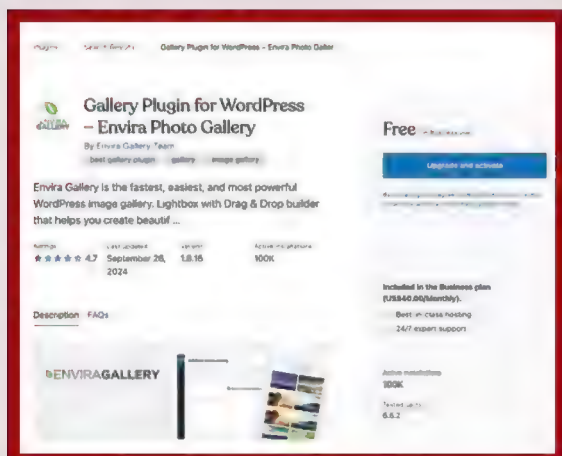 Plugins Search Results Gallery Plugin for WordPress – Envira Photo Galler
Gallery Plugin for WordPress
– Envira Photo Gallery
By Envira Gallery Team
best gallery plugin gallery image gallery
Envira Gallery is the fastest, easiest, and most powerful
WordPress image gallery. Lightbox with Drag & Drop builder
that helps you create beautif ...
Ratings Last updated Version Active installations
4.7 September 26, 1.8.16 100K
2024
Description FAQs
ENVIRAGALLERY
ENVIRA
GALLERY
Free
Upgrade and activate
Included in the Business plan
(US$40.00/Monthly).
Best-in-class hosting
24/7 expert support
Active installations
100K
Tested up to
6.6.2